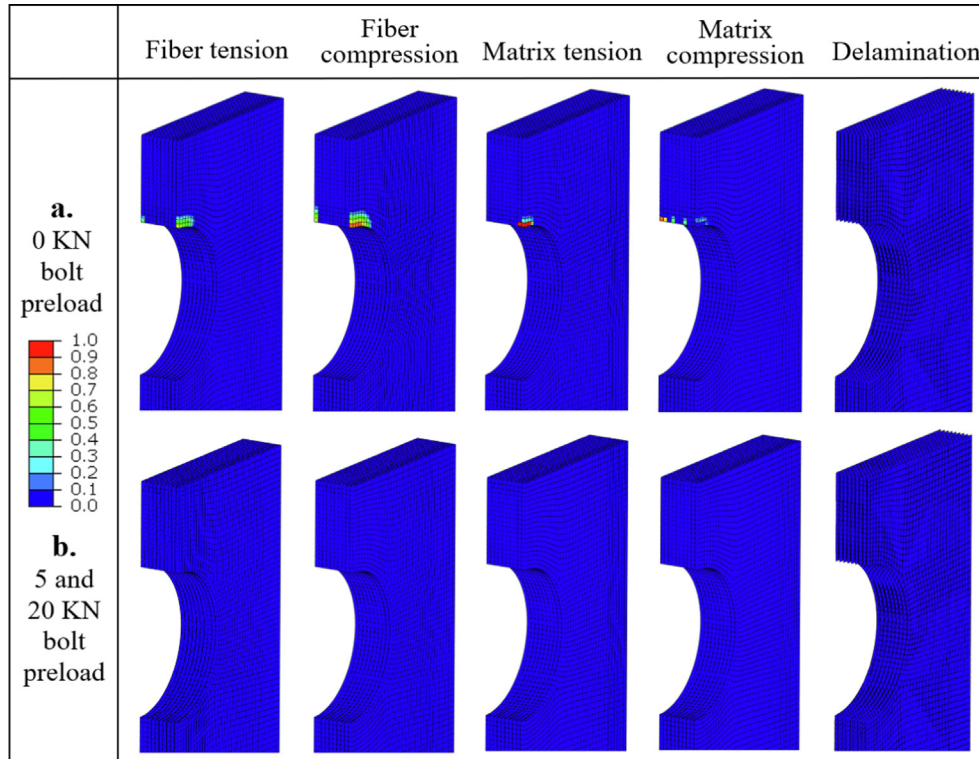 Fiber tension
Fiber
compression
Matrix tension
Matrix
compression
Delamination
a.
0 KN
bolt
preload
1.0
0.9
0.8
0.7
0.6
0.5
0.4
0.3
0.2
0.1
0.0
b.
5 and
20 KN
bolt
preload